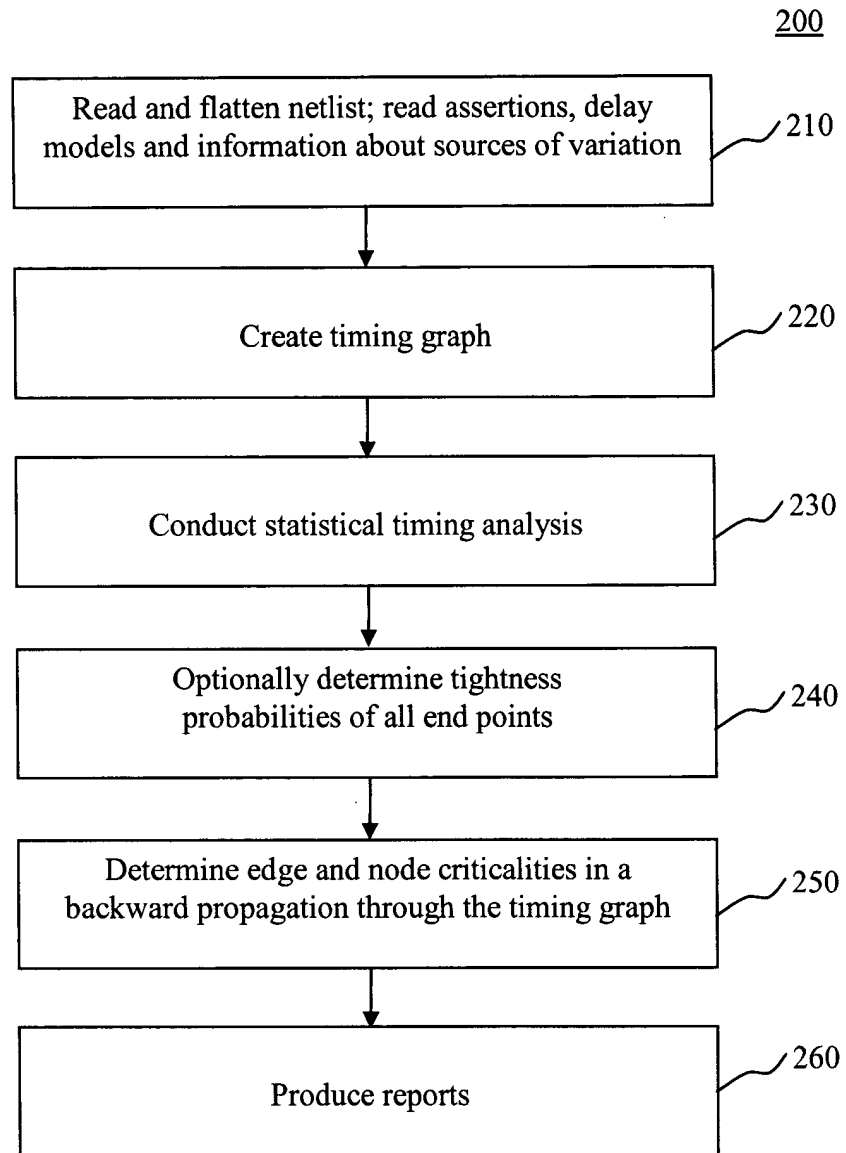 200
Read and flatten netlist; read assertions, delay
models and information about sources of variation
210
Create timing graph
220
Conduct statistical timing analysis
230
Optionally determine tightness
probabilities of all end points
240
Determine edge and node criticalities in a
backward propagation through the timing graph
250
Produce reports
260